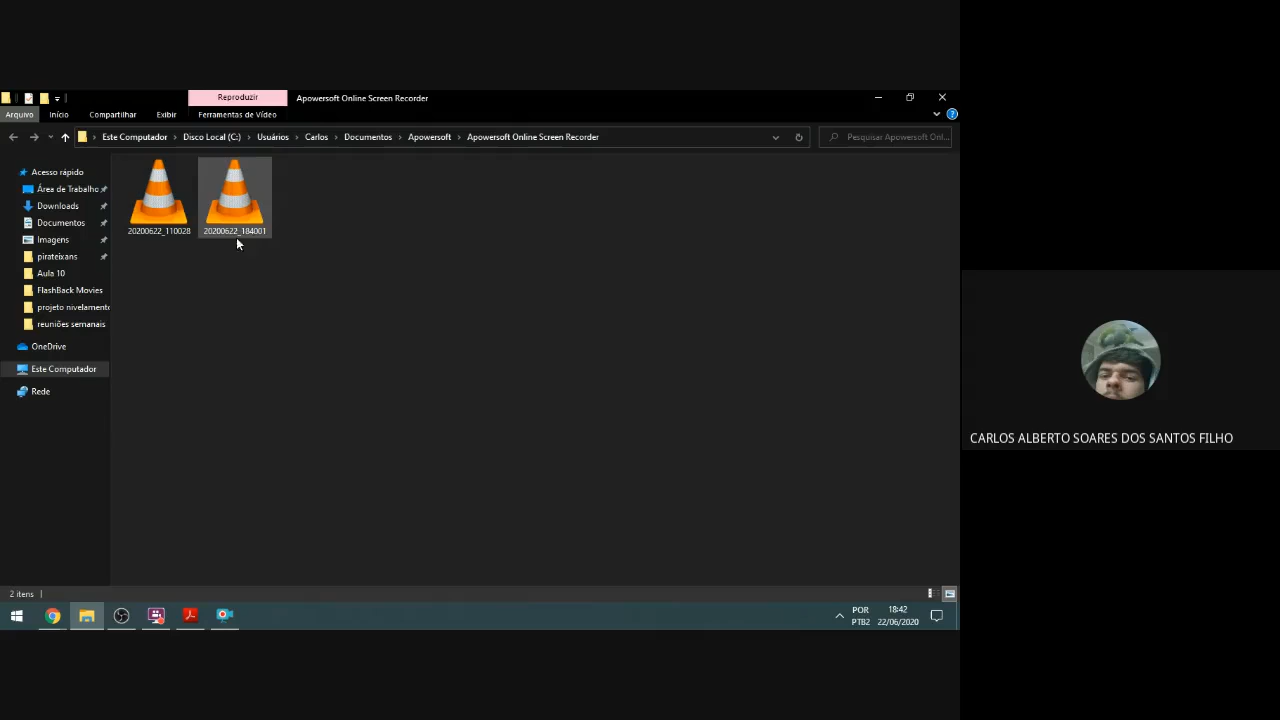 Reproduzir
Apowersoft Online Screen Recorder
Arquivo
Início
Compartilhar
Exibir
Ferramentas de Vídeo
Este Computador
Disco Local (C:)
Usuários
Carlos
Documentos
Apowersoft
Apowersoft Online Screen Recorder
Pesquisar Apowersoft Onl...
Acesso rápido
Área de Trabalho
Downloads
Documentos
Imagens
pirateixans
Aula 10
FlashBack Movies
projeto nivelamento
reuniões semanais
OneDrive
Este Computador
Rede
20200622_110028
20200622_184001
2 itens
POR
PTB2
18:42
22/06/2020
CARLOS ALBERTO SOARES DOS SANTOS FILHO